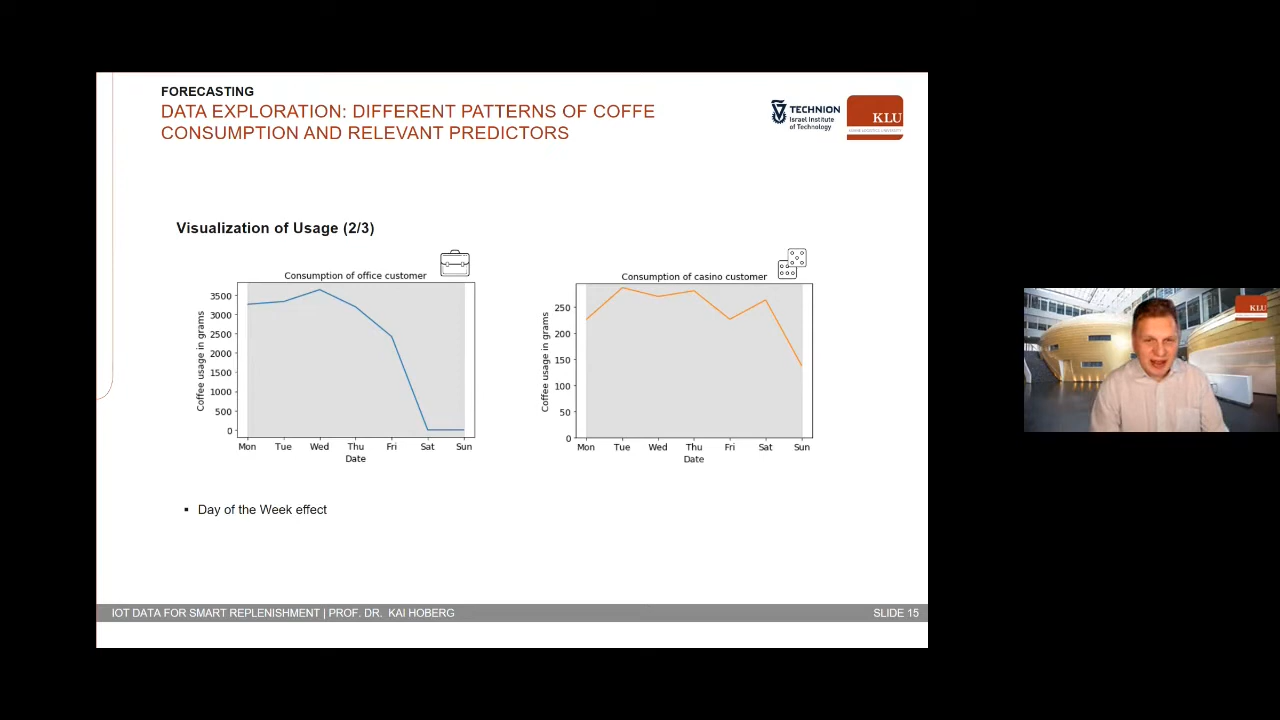 FORECASTING
DATA EXPLORATION: DIFFERENT PATTERNS OF COFFE
CONSUMPTION AND RELEVANT PREDICTORS
TECHNION
Israel Institute
of Technology
KLU
Visualization of Usage (2/3)
Consumption of office customer
3500
3000
2500
2000
1500
1000
500
0
Coffee usage in grams
Mon Tue Wed Thu Fri Sat Sun
Date
Consumption of casino customer
250
200
150
100
50
0
Coffee usage in grams
Mon Tue Wed Thu Fri Sat Sun
Date
▪ Day of the Week effect
IOT DATA FOR SMART REPLENISHMENT | PROF. DR. KAI HOBERG
SLIDE 15
KLU